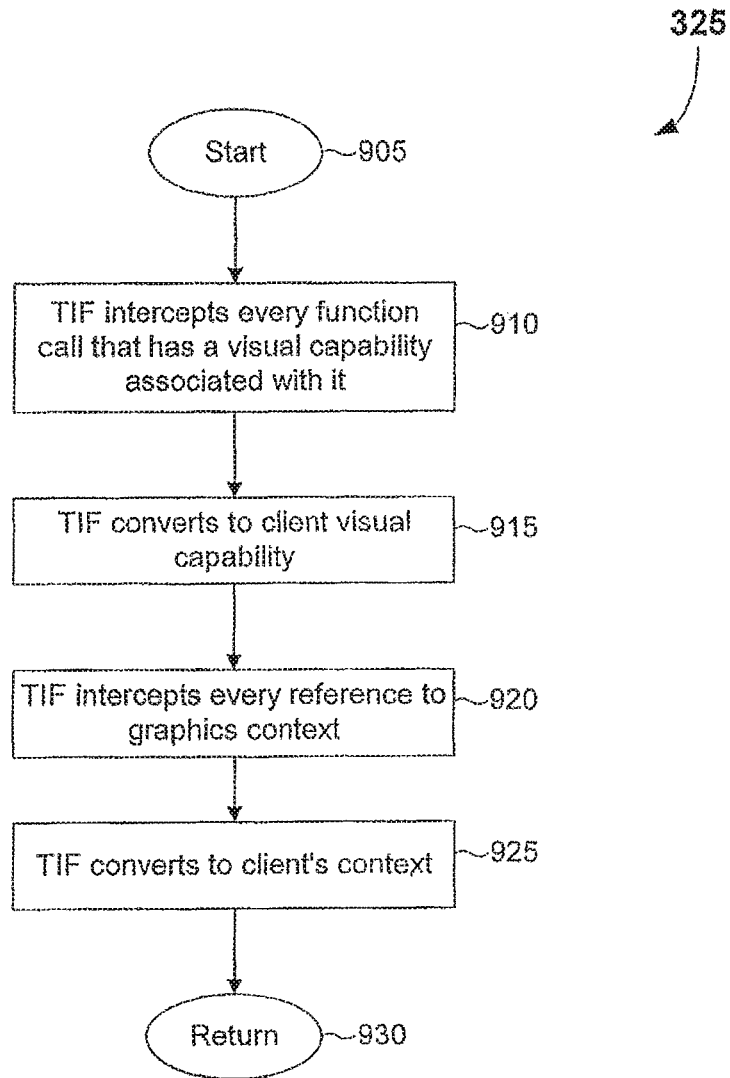 325
Start
905
TIF intercepts every function
call that has a visual capability
associated with it
910
TIF converts to client visual
capability
915
TIF intercepts every reference to
graphics context
920
TIF converts to client's context
925
Return
930